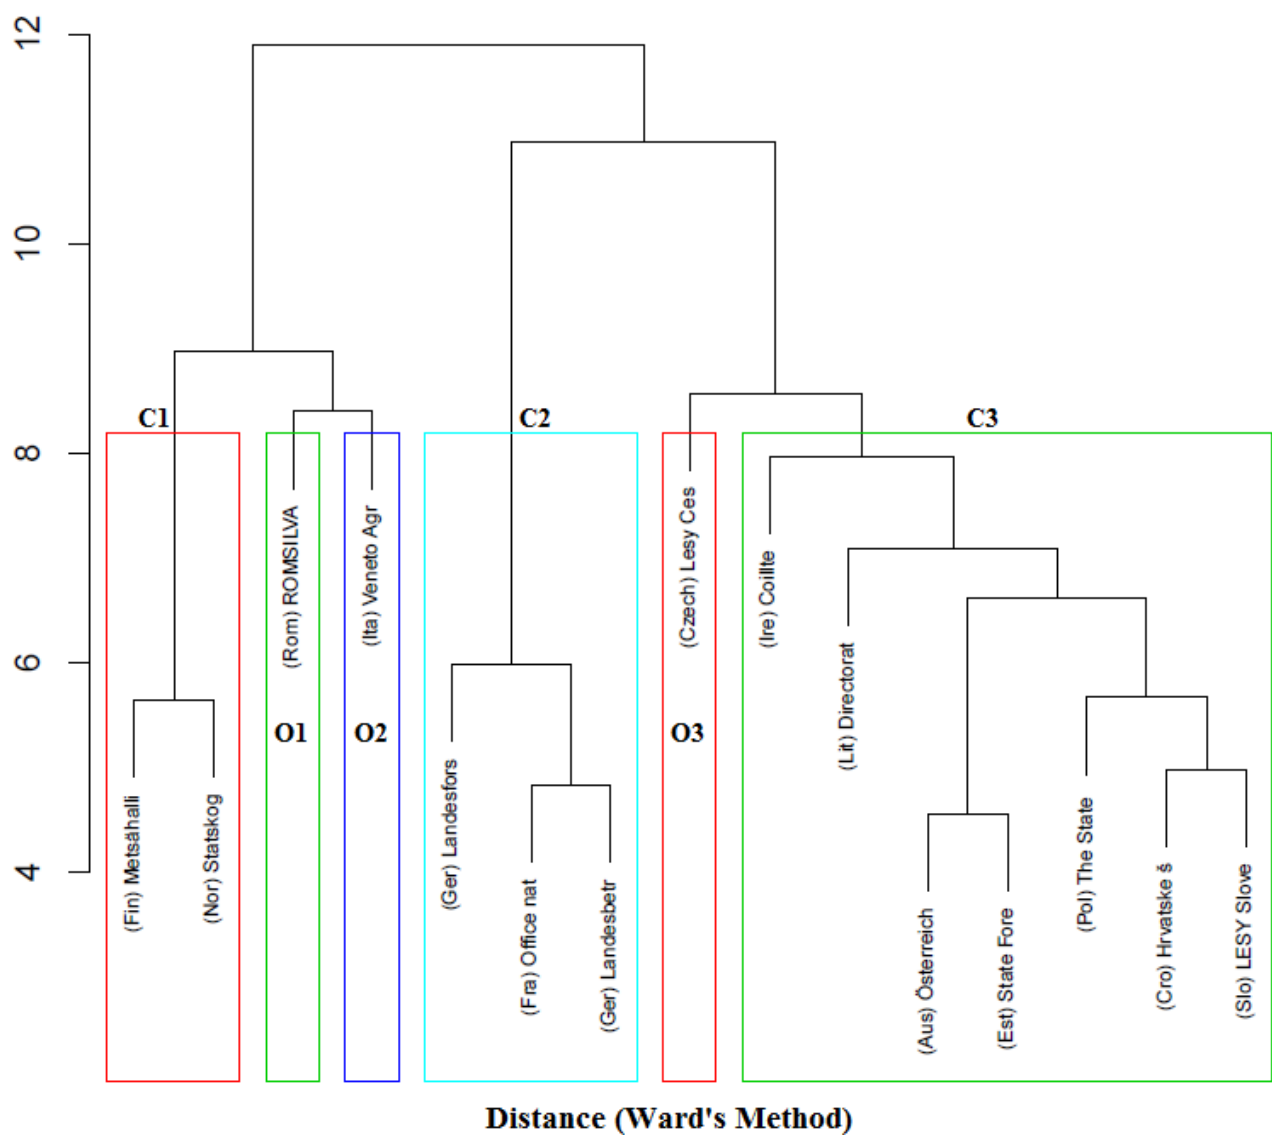 12
10
8
6
4
C1
C2
C3
O1
O2
O3
(Fin) Metsähalli
(Nor) Statskog
(Rom) ROMSILVA
(Ita) Veneto Agr
(Ger) Landesfors
(Fra) Office nat
(Ger) Landesbetr
(Czech) Lesy Ces
(Ire) Coillte
(Lit) Directorat
(Aus) Österreich
(Est) State Fore
(Pol) The State
(Cro) Hrvatske š
(Slo) LESY Slove
Distance (Ward's Method)